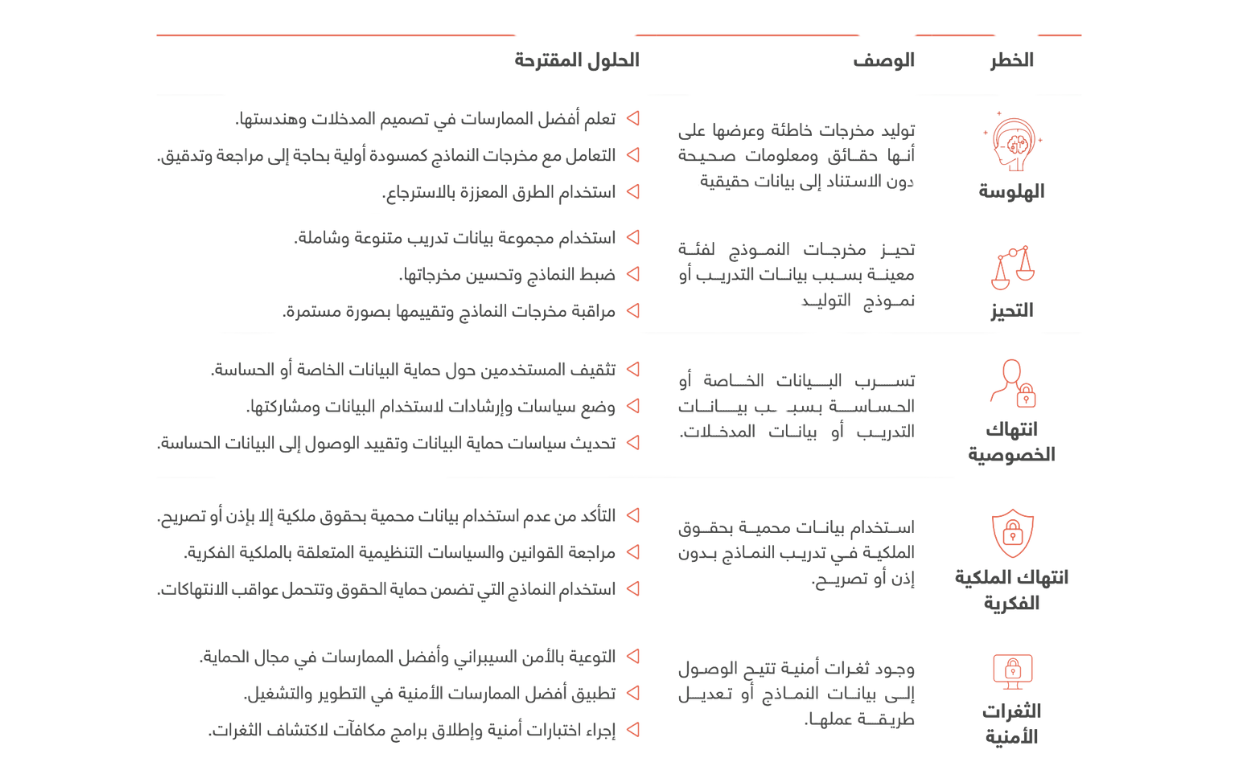 الخطر
الوصف
الحلول المقترحة
الهلوسة
توليد مخرجات خاطئة وعرضها على
أنها حقائق ومعلومات صحيحة
دون الاستناد إلى بيانات حقيقية
تعلم أفضل الممارسات في تصميم المدخلات وهندستها.
التعامل مع مخرجات النماذج كمسودة أولية بحاجة إلى مراجعة وتدقيق.
استخدام الطرق المعززة بالاسترجاع.
التحيز
تحيز مخرجات النموذج لفئة
معينة بسبب بيانات التدريب أو
نموذج التوليد
استخدام مجموعة بيانات تدريب متنوعة وشاملة.
ضبط النماذج وتحسين مخرجاتها.
مراقبة مخرجات النماذج وتقييمها بصورة مستمرة.
انتهاك
الخصوصية
تسرب البيانات الخاصة أو
الحساسة بسبب بيانات
التدريب أو بيانات المدخلات.
تثقيف المستخدمين حول حماية البيانات الخاصة أو الحساسة.
وضع سياسات وإرشادات لاستخدام البيانات ومشاركتها.
تحديث سياسات حماية البيانات وتقييد الوصول إلى البيانات الحساسة.
انتهاك الملكية
الفكرية
استخدام بيانات محمية بحقوق
الملكية في تدريب النماذج بدون
إذن أو تصريح.
التأكد من عدم استخدام بيانات محمية بحقوق ملكية إلا بإذن أو تصريح.
مراجعة القوانين والسياسات التنظيمية المتعلقة بالملكية الفكرية.
استخدام النماذج التي تضمن حماية الحقوق وتتحمل عواقب الانتهاكات.
الثغرات
الأمنية
وجود ثغرات أمنية تتيح الوصول
إلى بيانات النماذج أو تعديل
طريقة عملها.
التوعية بالأمن السيبراني وأفضل الممارسات في مجال الحماية.
تطبيق أفضل الممارسات الأمنية في التطوير والتشغيل.
إجراء اختبارات أمنية وإطلاق برامج مكافآت لاكتشاف الثغرات.